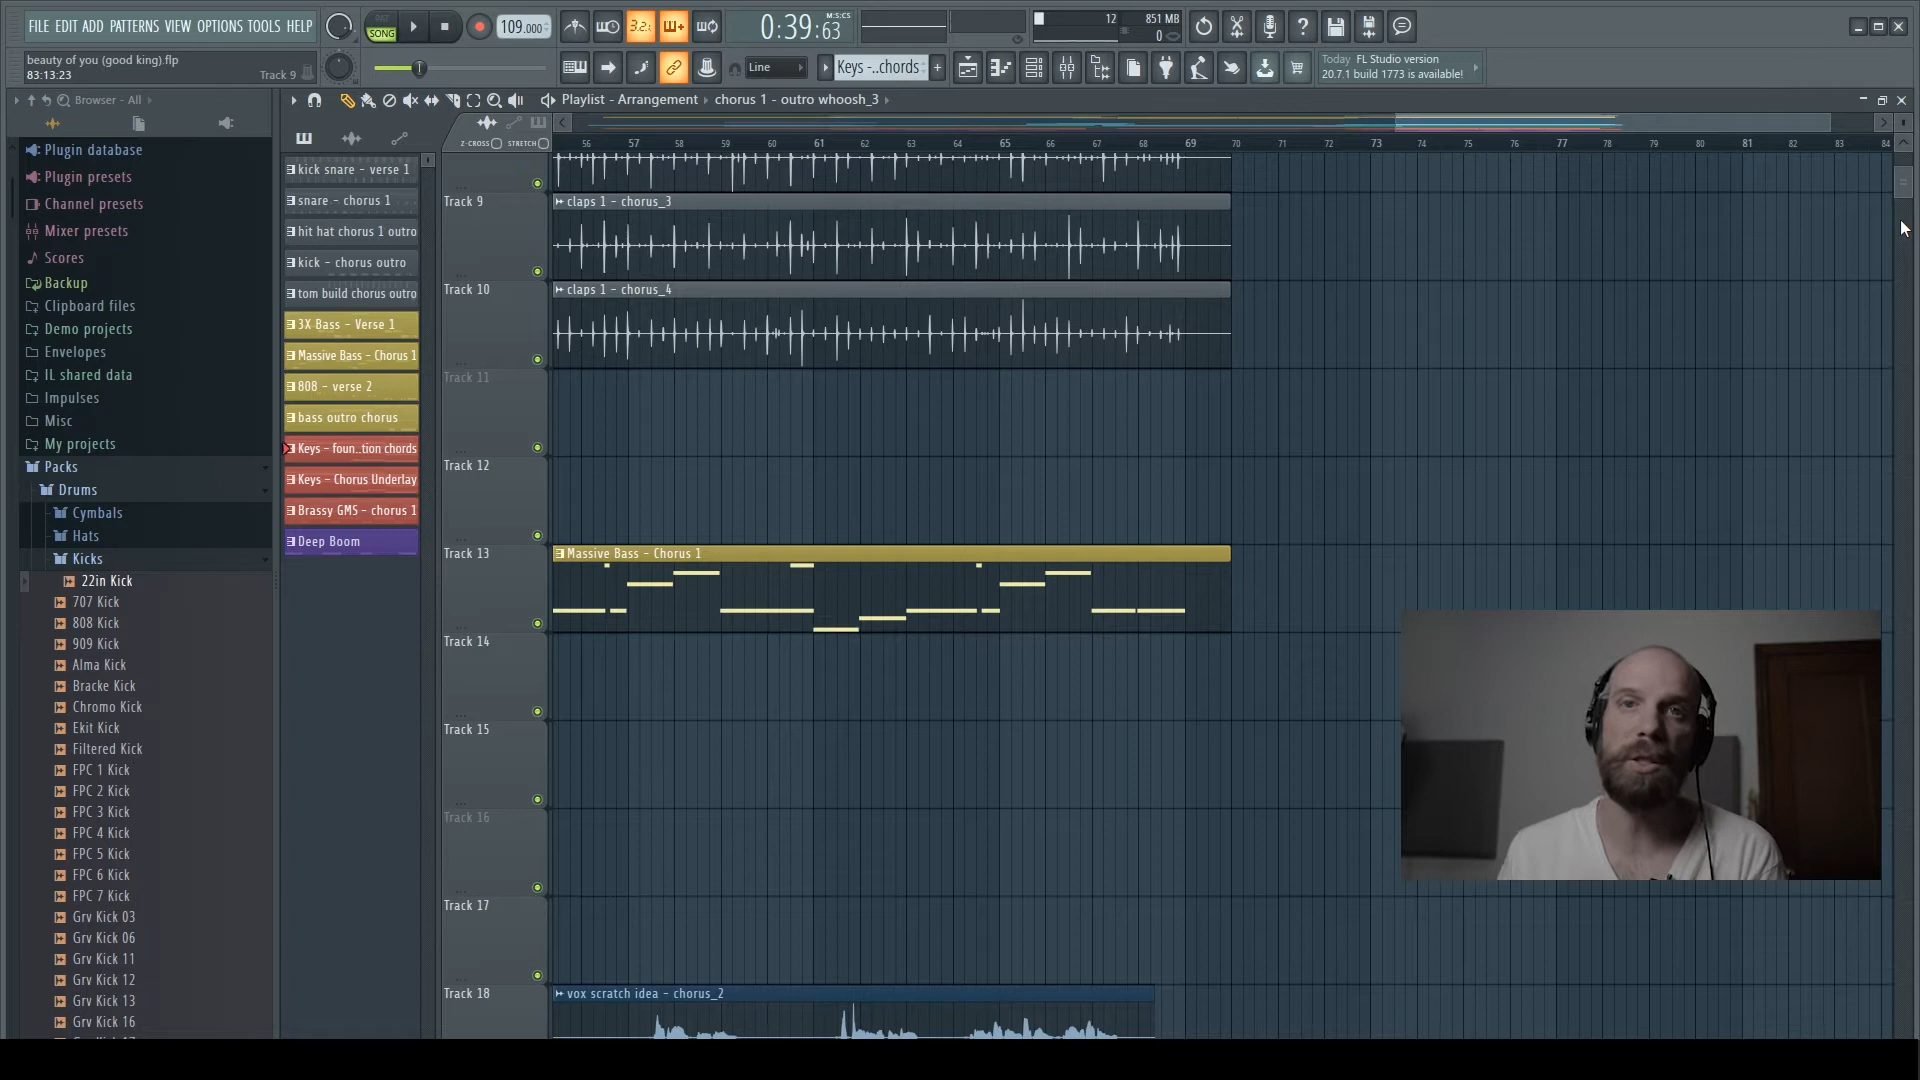 FILE EDIT ADD PATTERNS VIEW OPTIONS TOOLS HELP
PAT
SONG
109.000
3.2.:
0:39:63
M:S:CS
12
851 MB
0
beauty of you (good king).flp
83:13:23
Track 9
Line
Keys -..chords
Today FL Studio version
20.7.1 build 1773 is available!
Browser - All
Playlist - Arrangement
chorus 1 - outro whoosh_3
Z-CROSS
STRETCH
56 57 58 59 60 61 62 63 64 65 66 67 68 69 70 71 72 73 74 75 76 77 78 79 80 81 82 83 84
Plugin database
Plugin presets
Channel presets
Mixer presets
Scores
Backup
Clipboard files
Demo projects
Envelopes
IL shared data
Impulses
Misc
My projects
Packs
Drums
Cymbals
Hats
Kicks
22in Kick
707 Kick
808 Kick
909 Kick
Alma Kick
Bracke Kick
Chromo Kick
Ekit Kick
Filtered Kick
FPC 1 Kick
FPC 2 Kick
FPC 3 Kick
FPC 4 Kick
FPC 5 Kick
FPC 6 Kick
FPC 7 Kick
Grv Kick 03
Grv Kick 06
Grv Kick 11
Grv Kick 12
Grv Kick 13
Grv Kick 16
kick snare - verse 1
snare - chorus 1
hit hat chorus 1 outro
kick - chorus outro
tom build chorus outro
3X Bass - Verse 1
Massive Bass - Chorus 1
808 - verse 2
bass outro chorus
Keys - foun..tion chords
Keys - Chorus Underlay
Brassy GMS - chorus 1
Deep Boom
Track 9
claps 1 - chorus_3
Track 10
claps 1 - chorus_4
Track 11
Track 12
Track 13
Massive Bass - Chorus 1
Track 14
Track 15
Track 16
Track 17
Track 18
vox scratch idea - chorus_2